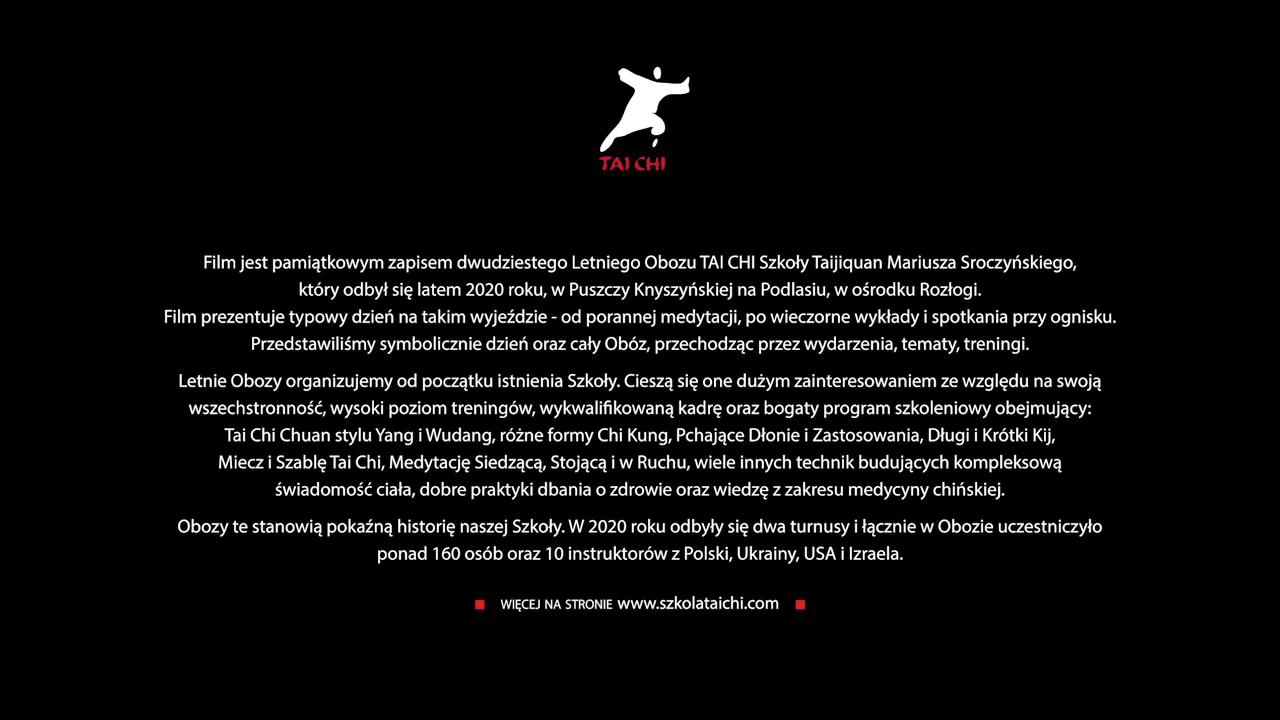 TAI CHI
Film jest pamiątkowym zapisem dwudziestego Letniego Obozu TAI CHI Szkoły Taijiquan Mariusza Sroczyńskiego,
który odbył się latem 2020 roku, w Puszczy Knyszyńskiej na Podlasiu, w ośrodku Rozłogi.
Film prezentuje typowy dzień na takim wyjeździe - od porannej medytacji, po wieczorne wykłady i spotkania przy ognisku.
Przedstawiliśmy symbolicznie dzień oraz cały Obóz, przechodząc przez wydarzenia, tematy, treningi.
Letnie Obozy organizujemy od początku istnienia Szkoły. Cieszą się one dużym zainteresowaniem ze względu na swoją
wszechstronność, wysoki poziom treningów, wykwalifikowaną kadrę oraz bogaty program szkoleniowy obejmujący:
Tai Chi Chuan stylu Yang i Wudang, różne formy Chi Kung, Pchające Dłonie i Zastosowania, Długi i Krótki Kij,
Miecz i Szablę Tai Chi, Medytację Siedzącą, Stojącą i w Ruchu, wiele innych technik budujących kompleksową
świadomość ciała, dobre praktyki dbania o zdrowie oraz wiedzę z zakresu medycyny chińskiej.
Obozy te stanowią pokaźną historię naszej Szkoły. W 2020 roku odbyły się dwa turnusy i łącznie w Obozie uczestniczyło
ponad 160 osób oraz 10 instruktorów z Polski, Ukrainy, USA i Izraela.
WIĘCEJ NA STRONIE www.szkolataichi.com